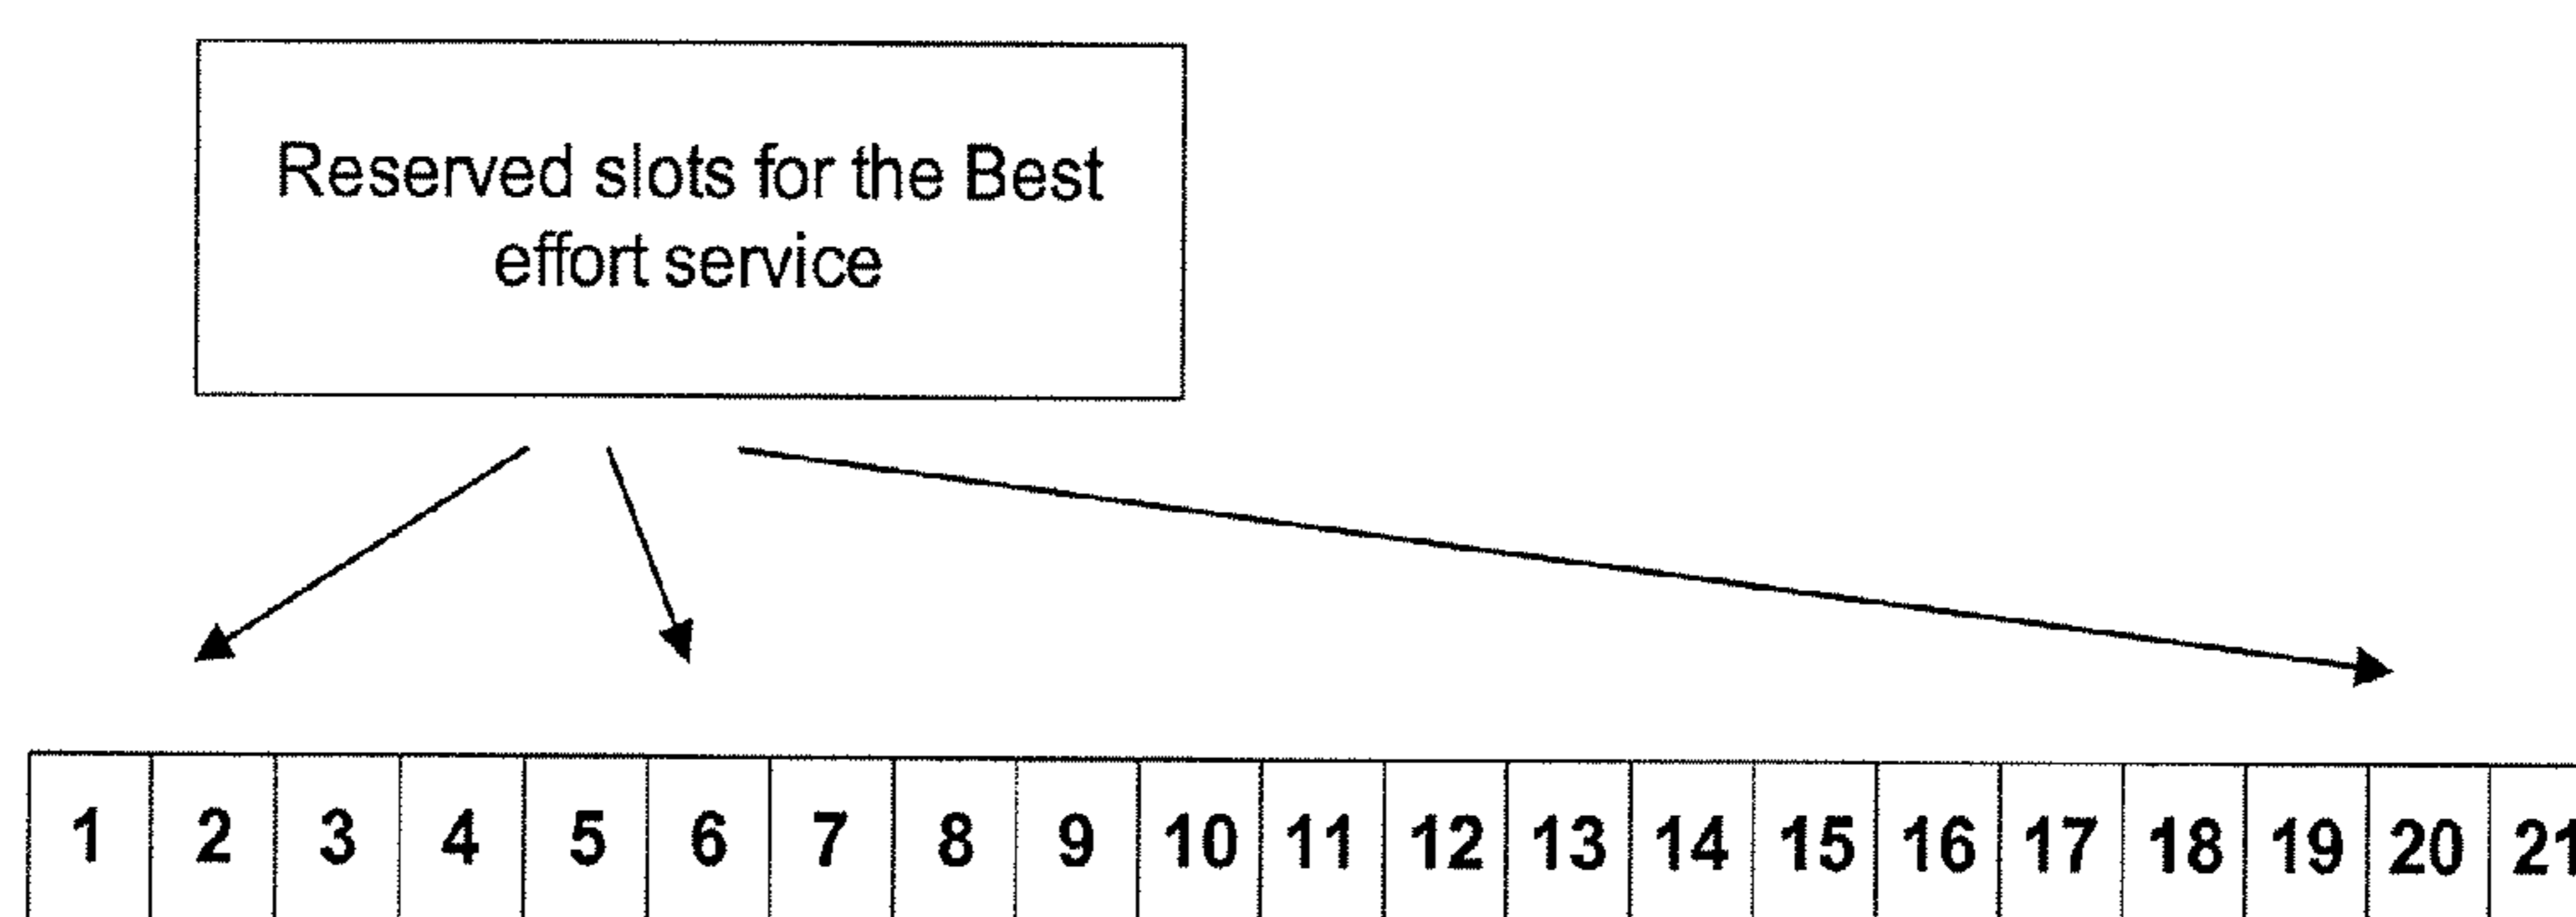 Reserved slots for the Best
effort service
1 2 3 4 5 6 7 8 9 10 11 12 13 14 15 16 17 18 19 20 21